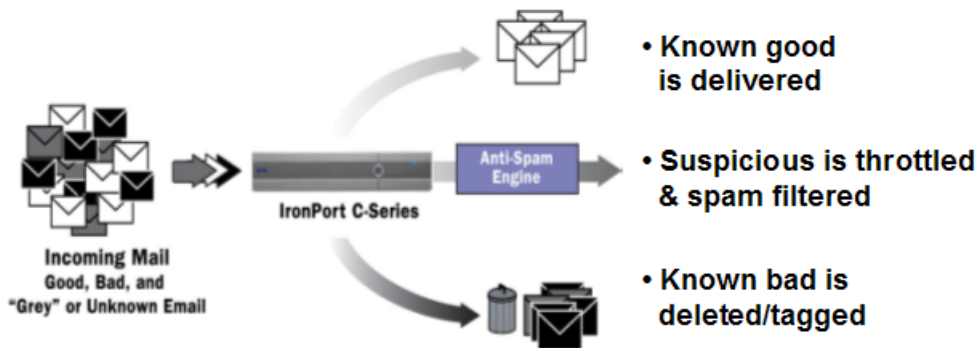 • Known good
is delivered
Anti-Spam
Engine
• Suspicious is throttled
& spam filtered
IronPort C-Series
Incoming Mail
Good, Bad, and
“Grey” or Unknown Email
• Known bad is
deleted/tagged